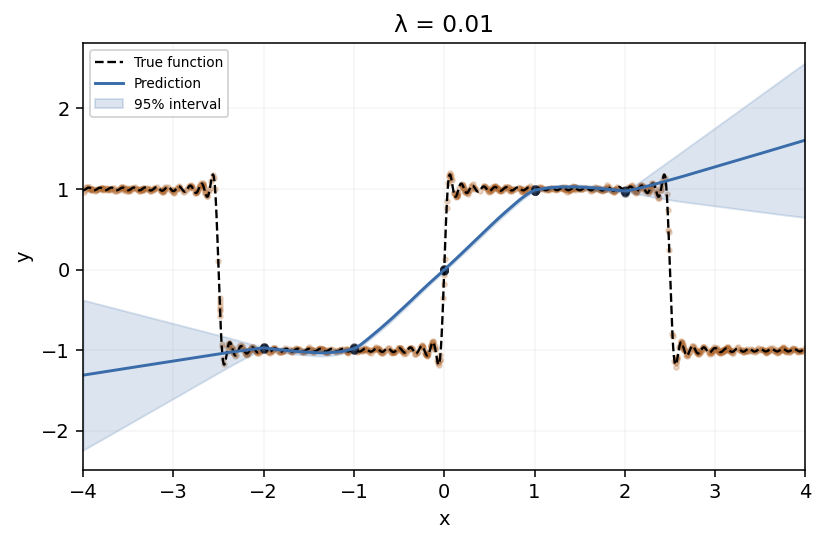 λ = 0.01
True function
Prediction
95% interval
y
2
1
0
−1
−2
−4 −3 −2 −1 0 1 2 3 4
x